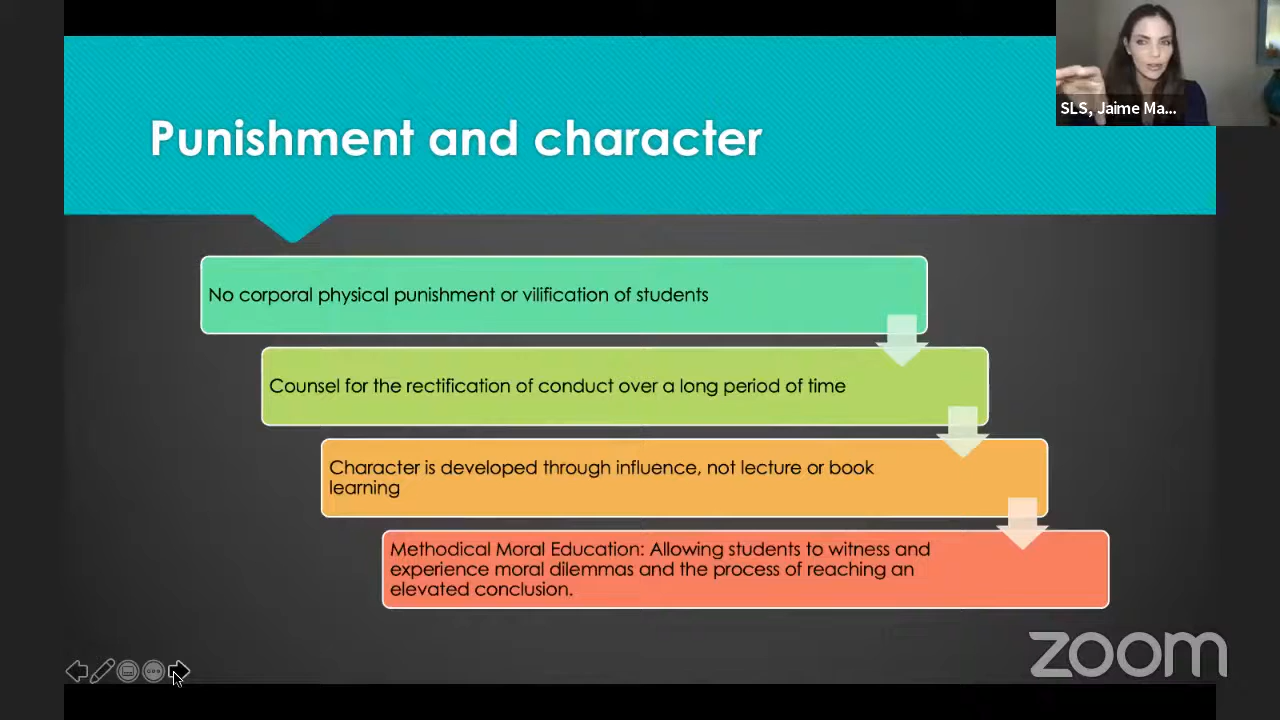 SLS, Jaime Ma...
Punishment and character
No corporal physical punishment or vilification of students
Counsel for the rectification of conduct over a long period of time
Character is developed through influence, not lecture or book
learning
Methodical Moral Education: Allowing students to witness and
experience moral dilemmas and the process of reaching an
elevated conclusion.
zoom